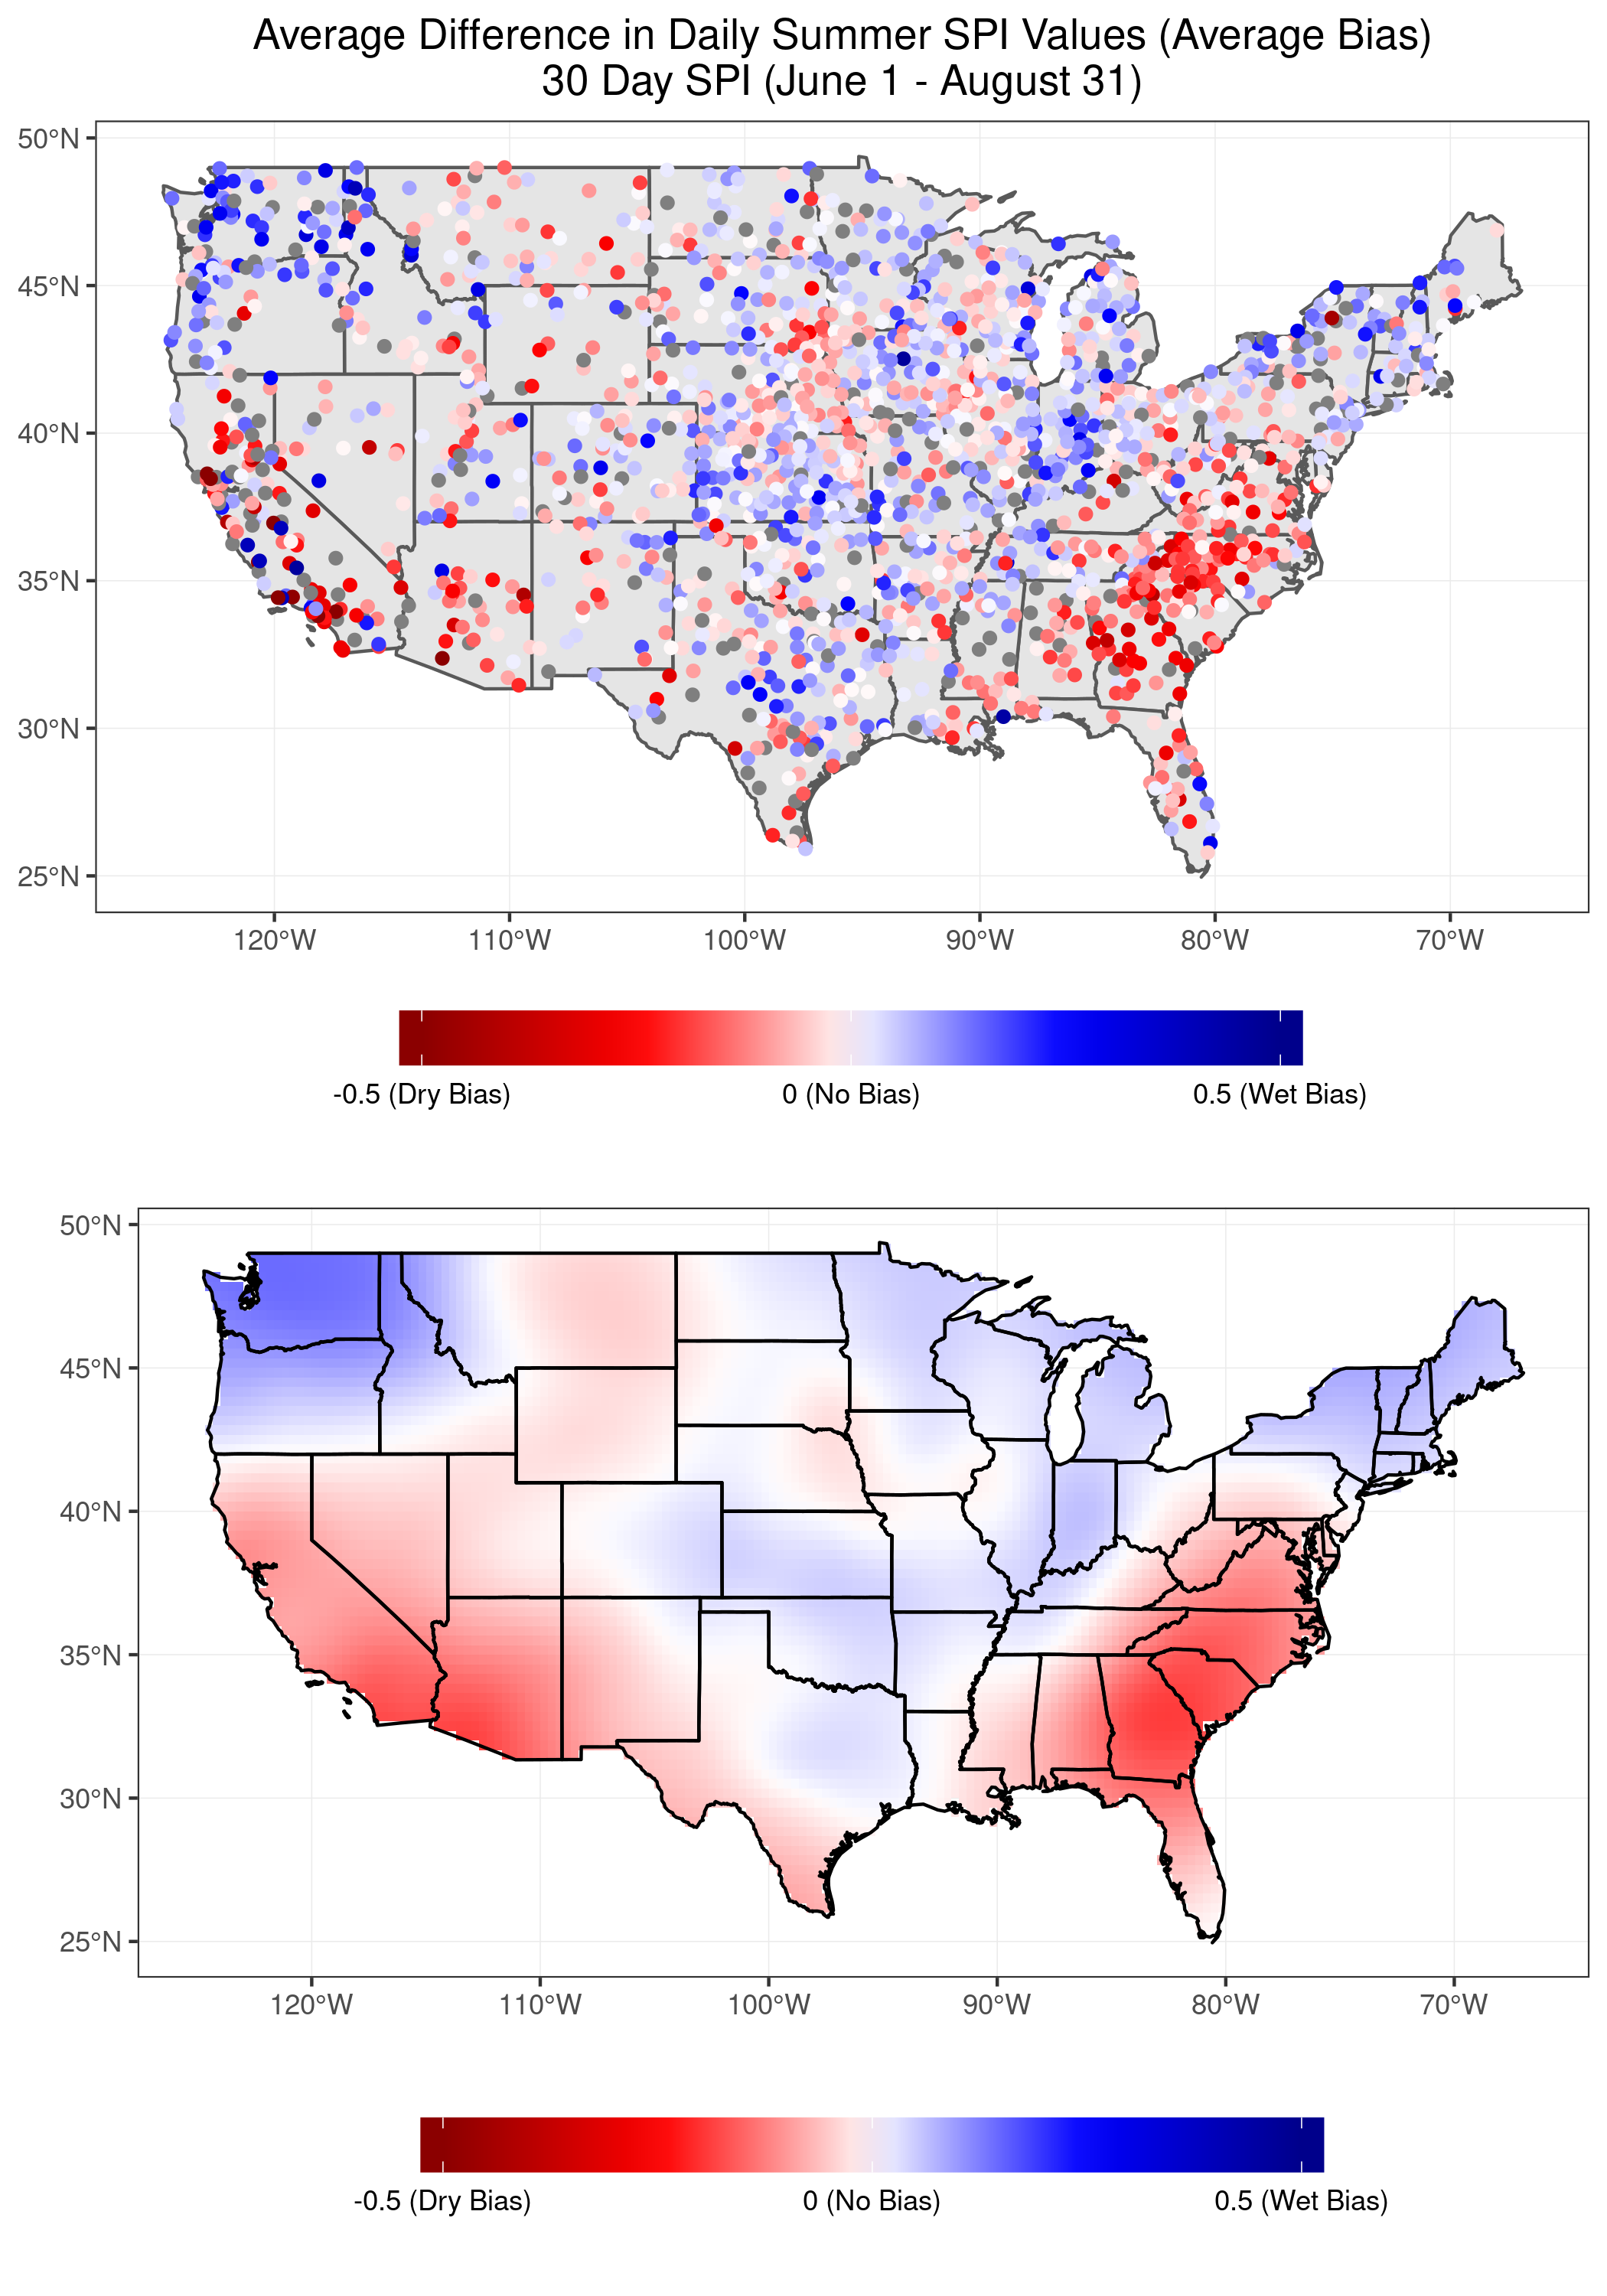 Average Difference in Daily Summer SPI Values (Average Bias)
30 Day SPI (June 1 - August 31)
50°N
45°N
40°N
35°N
30°N
25°N
120°W 110°W 100°W 90°W 80°W 70°W
-0.5 (Dry Bias) 0 (No Bias) 0.5 (Wet Bias)
50°N
45°N
40°N
35°N
30°N
25°N
120°W 110°W 100°W 90°W 80°W 70°W
-0.5 (Dry Bias) 0 (No Bias) 0.5 (Wet Bias)